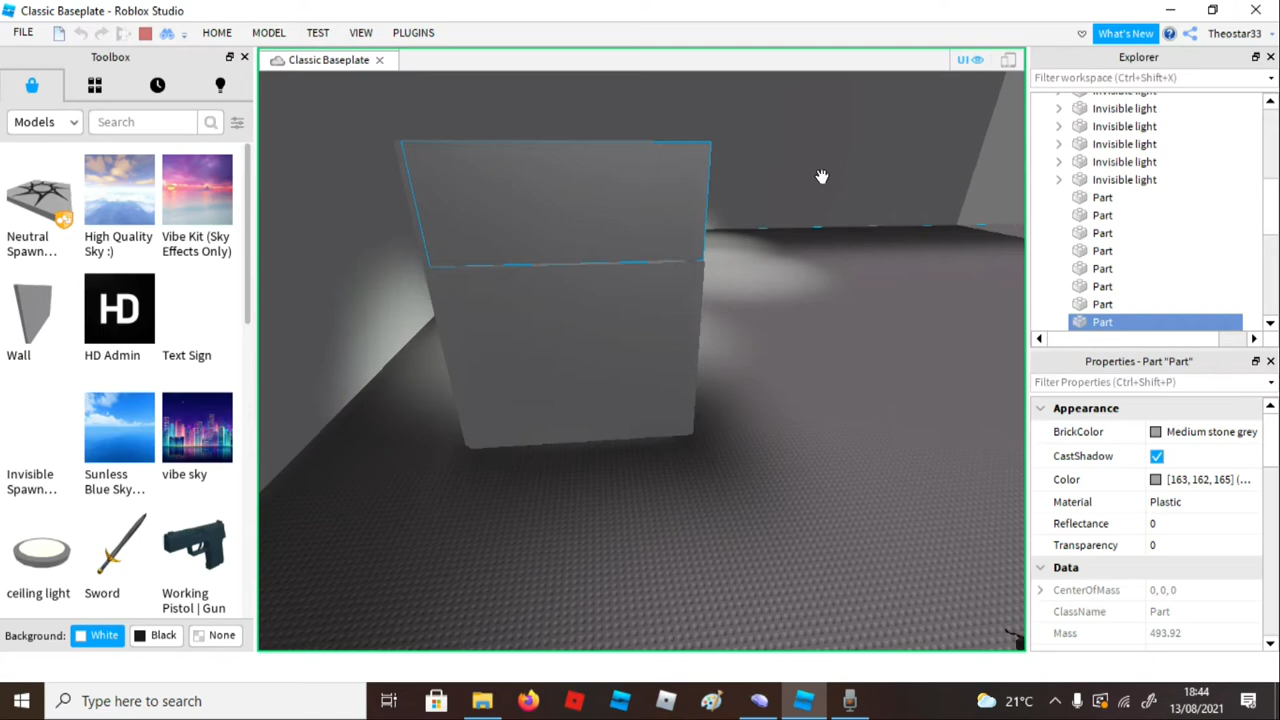 Classic Baseplate - Roblox Studio
FILE
HOME
MODEL
TEST
VIEW
PLUGINS
What's New
Theostar33
Toolbox
Models
Search
Neutral
Spawn...
High Quality
Sky :)
Vibe Kit (Sky
Effects Only)
Wall
HD
HD Admin
Text Sign
Invisible
Spawn...
Sunless
Blue Sky...
vibe sky
ceiling light
Sword
Working
Pistol | Gun
Background:
White
Black
None
Classic Baseplate
UI
Explorer
Filter workspace (Ctrl+Shift+X)
Invisible light
Invisible light
Invisible light
Invisible light
Invisible light
Invisible light
Part
Part
Part
Part
Part
Part
Part
Part
Properties - Part "Part"
Filter Properties (Ctrl+Shift+P)
Appearance
BrickColor
Medium stone grey
CastShadow
Color
[163, 162, 165] (...
Material
Plastic
Reflectance
0
Transparency
0
Data
CenterOfMass
0, 0, 0
ClassName
Part
Mass
493.92
Type here to search
21°C
18:44
13/08/2021